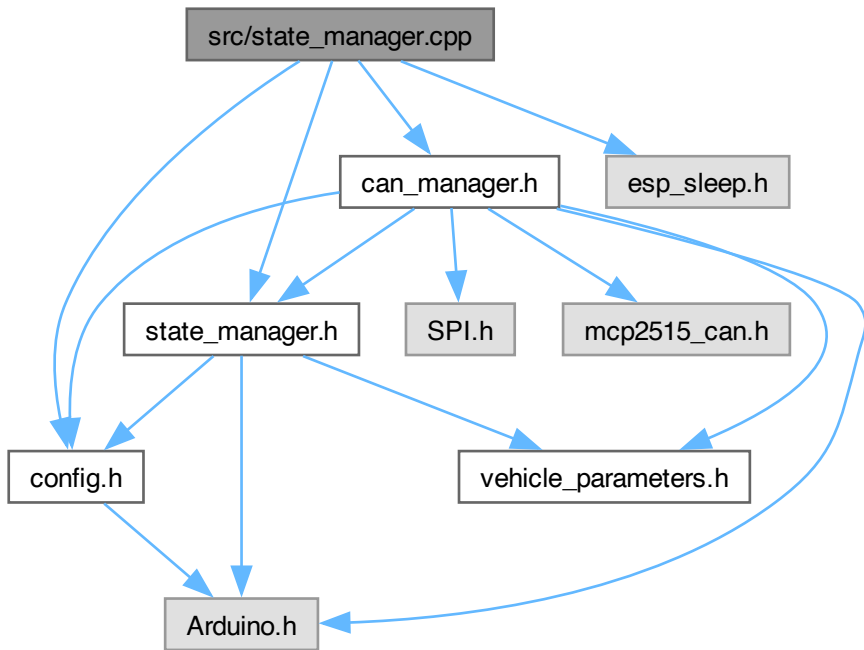 src/state_manager.cpp
can_manager.h
esp_sleep.h
state_manager.h
SPI.h
mcp2515_can.h
config.h
vehicle_parameters.h
Arduino.h